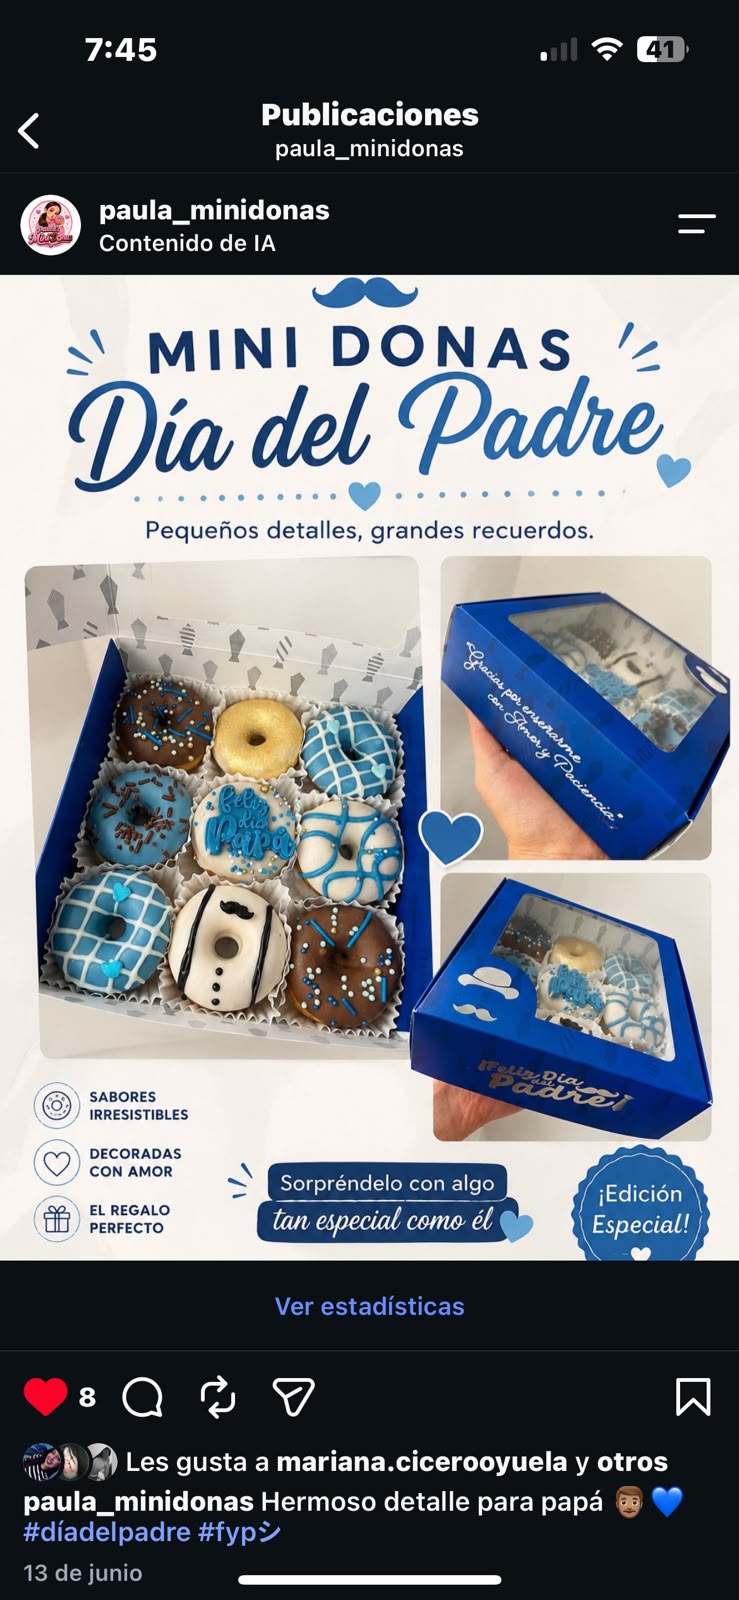 7:45
41
Publicaciones
paula_minidonas
paula_minidonas
Contenido de IA
MINI DONAS
Día del Padre
Pequeños detalles, grandes recuerdos.
feliz
día
Papá
"Gracias por enseñarme
con Amor y Paciencia"
¡Feliz Día
del
Padre!
SABORES
IRRESISTIBLES
DECORADAS
CON AMOR
EL REGALO
PERFECTO
Sorpréndelo con algo
tan especial como él
¡Edición
Especial!
Ver estadísticas
8
Les gusta a mariana.cicerooyuela y otros
paula_minidonas Hermoso detalle para papá 👨🏽 💙
#díadelpadre #fypシ
13 de junio